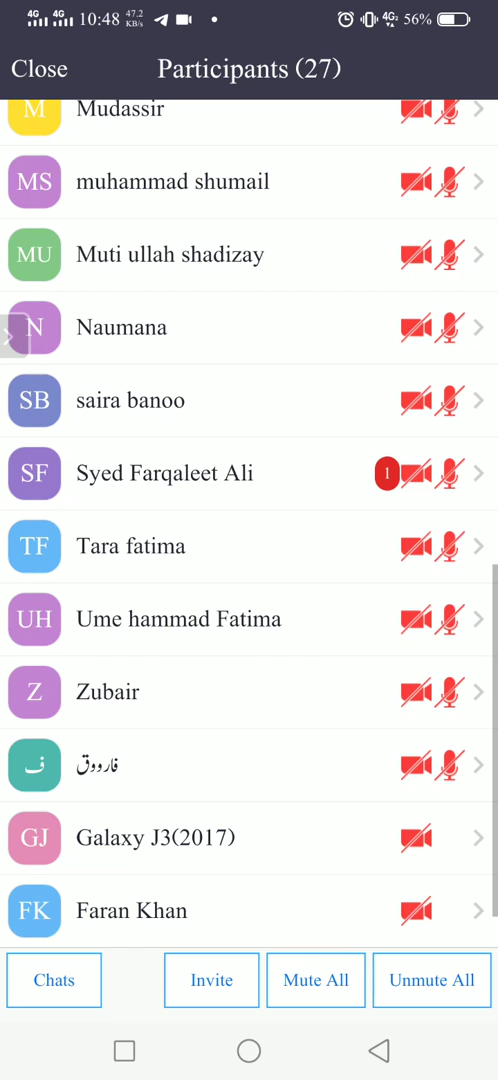 4G 4G 10:48 47.2 KB/s 4G2 56%
Close Participants (27)
M Mudassir
MS muhammad shumail
MU Muti ullah shadizay
N Naumana
SB saira banoo
SF Syed Farqaleet Ali 1
TF Tara fatima
UH Ume hammad Fatima
Z Zubair
ف فاروق
GJ Galaxy J3(2017)
FK Faran Khan
Chats Invite Mute All Unmute All